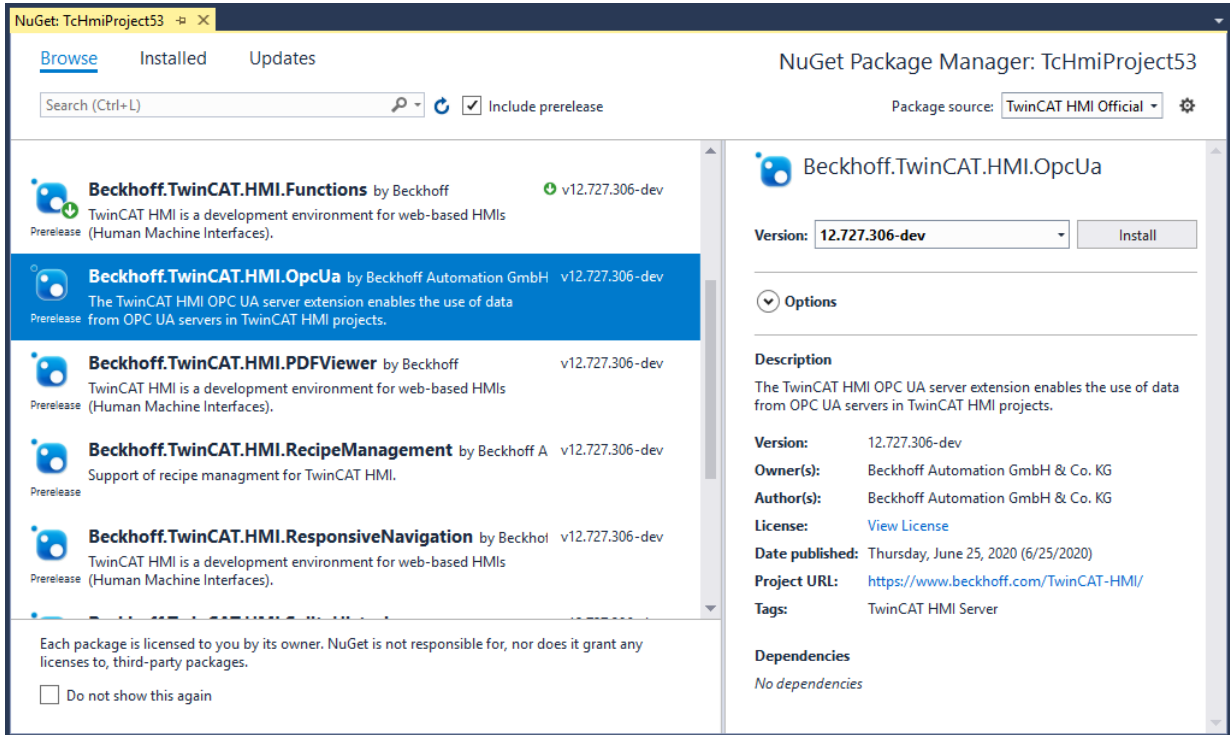 NuGet: TcHmiProject53
Browse Installed Updates
NuGet Package Manager: TcHmiProject53
Search (Ctrl+L)
Include prerelease
Package source: TwinCAT HMI Official
Beckhoff.TwinCAT.HMI.Functions by Beckhoff v12.727.306-dev
TwinCAT HMI is a development environment for web-based HMIs
Prerelease (Human Machine Interfaces).
Beckhoff.TwinCAT.HMI.OpcUa by Beckhoff Automation GmbH v12.727.306-dev
The TwinCAT HMI OPC UA server extension enables the use of data
Prerelease from OPC UA servers in TwinCAT HMI projects.
Beckhoff.TwinCAT.HMI.PDFViewer by Beckhoff v12.727.306-dev
TwinCAT HMI is a development environment for web-based HMIs
Prerelease (Human Machine Interfaces).
Beckhoff.TwinCAT.HMI.RecipeManagement by Beckhoff A v12.727.306-dev
Support of recipe managment for TwinCAT HMI.
Prerelease
Beckhoff.TwinCAT.HMI.ResponsiveNavigation by Beckhof v12.727.306-dev
TwinCAT HMI is a development environment for web-based HMIs
Prerelease (Human Machine Interfaces).
Each package is licensed to you by its owner. NuGet is not responsible for, nor does it grant any
licenses to, third-party packages.
Do not show this again
Beckhoff.TwinCAT.HMI.OpcUa
Version: 12.727.306-dev Install
Options
Description
The TwinCAT HMI OPC UA server extension enables the use of data
from OPC UA servers in TwinCAT HMI projects.
Version: 12.727.306-dev
Owner(s): Beckhoff Automation GmbH & Co. KG
Author(s): Beckhoff Automation GmbH & Co. KG
License: View License
Date published: Thursday, June 25, 2020 (6/25/2020)
Project URL: https://www.beckhoff.com/TwinCAT-HMI/
Tags: TwinCAT HMI Server
Dependencies
No dependencies